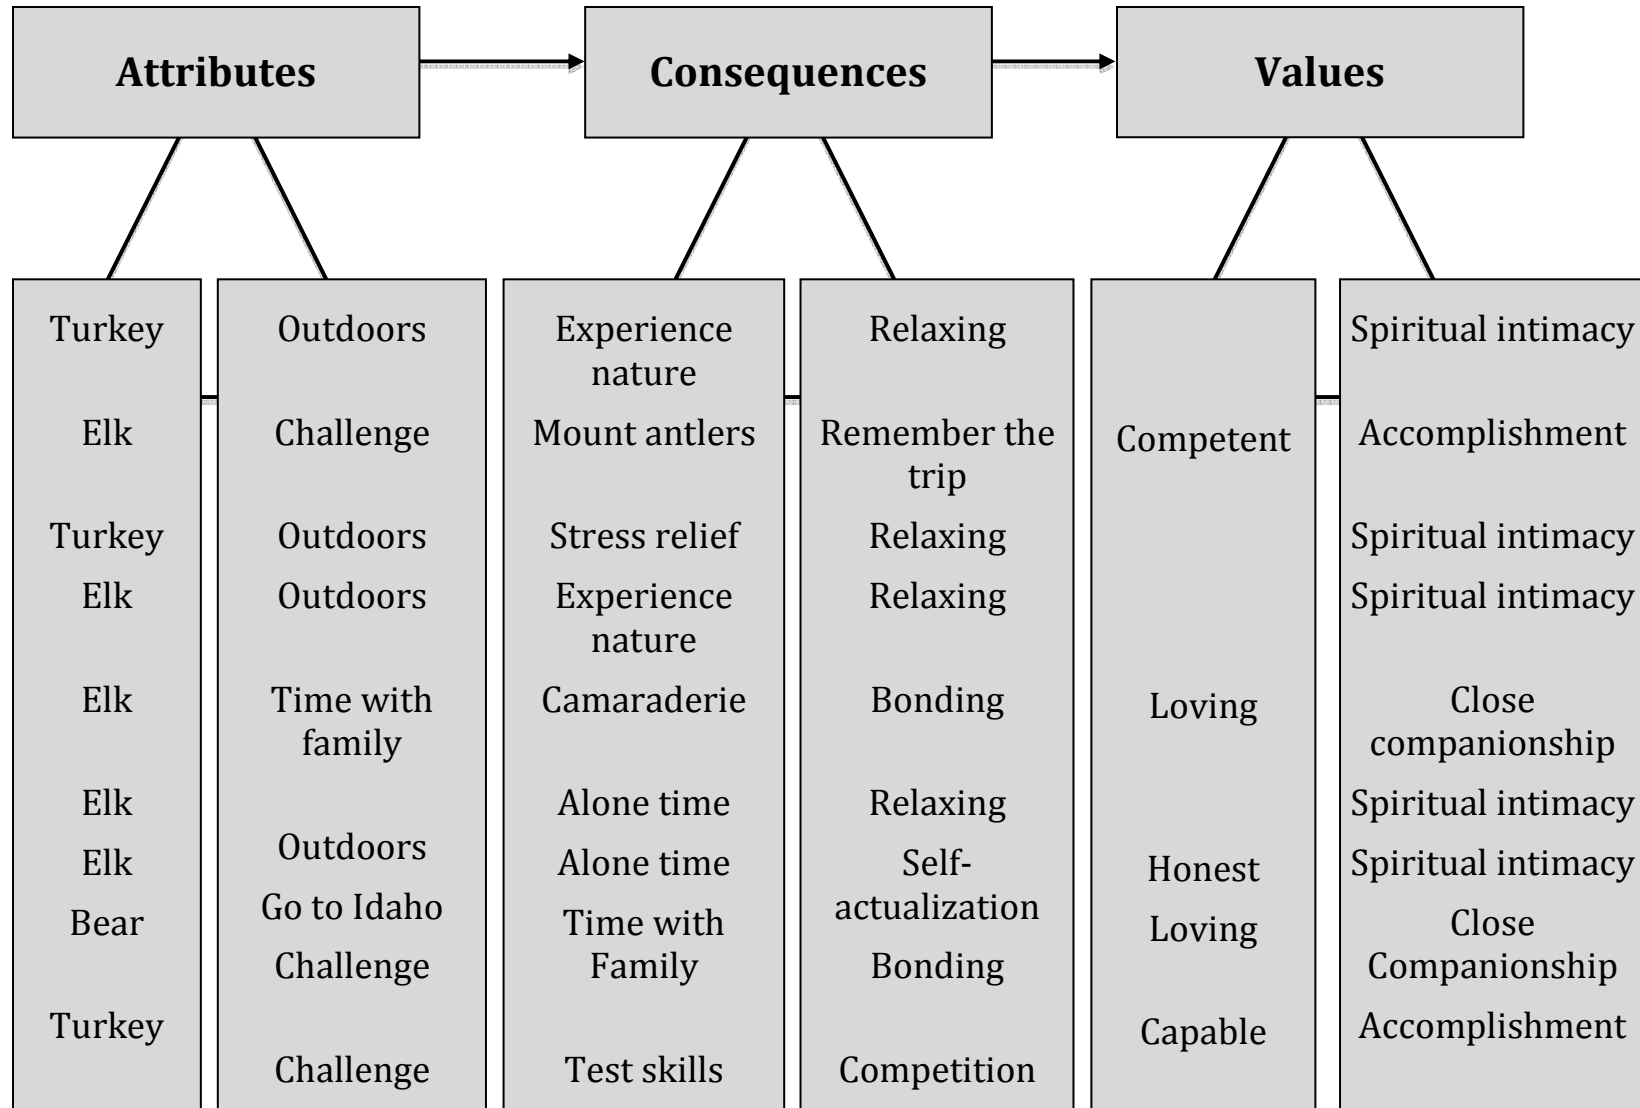 Attributes
Consequences
Values
Turkey
Elk
Turkey
Elk
Elk
Elk
Elk
Bear
Turkey
Outdoors
Challenge
Outdoors
Outdoors
Time with
family
Outdoors
Go to Idaho
Challenge
Challenge
Experience
nature
Mount antlers
Stress relief
Experience
nature
Camaraderie
Alone time
Alone time
Time with
Family
Test skills
Relaxing
Remember the
trip
Relaxing
Relaxing
Bonding
Relaxing
Self-
actualization
Bonding
Competition
Competent
Loving
Honest
Loving
Capable
Spiritual intimacy
Accomplishment
Spiritual intimacy
Spiritual intimacy
Close
companionship
Spiritual intimacy
Spiritual intimacy
Close
Companionship
Accomplishment